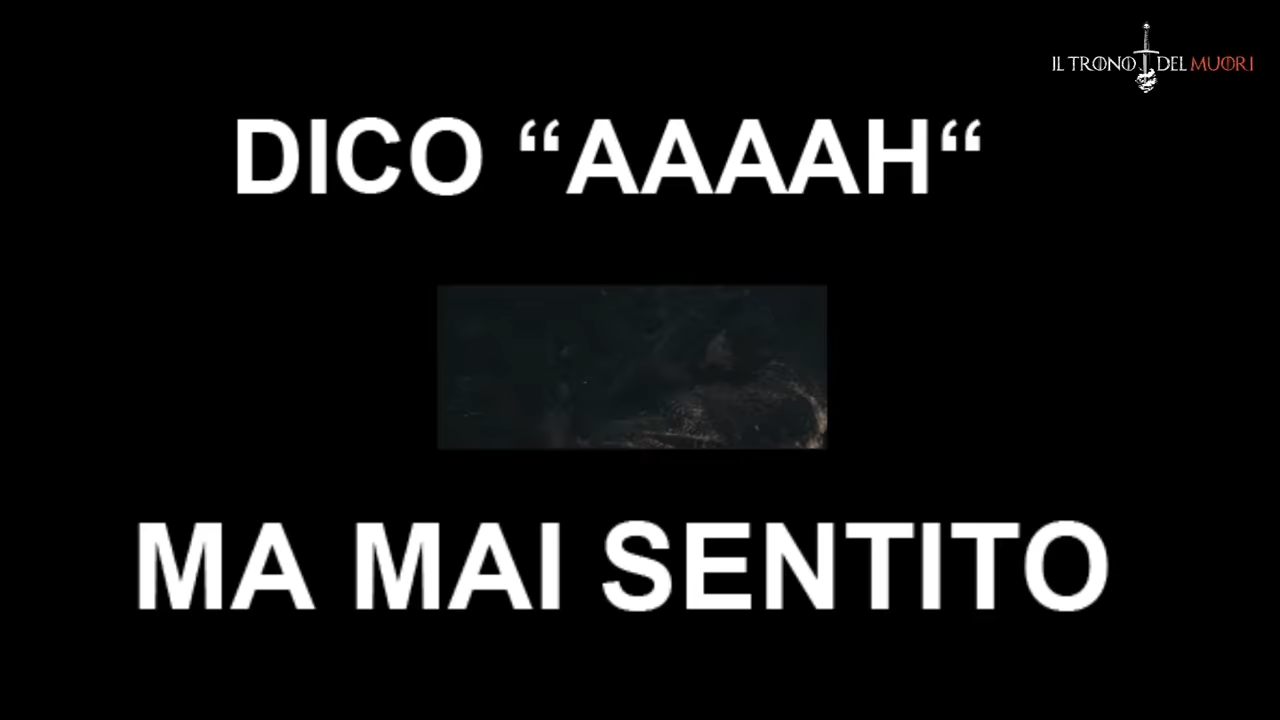 IL TRONO DEL MUORI
DICO “AAAAH“
MA MAI SENTITO